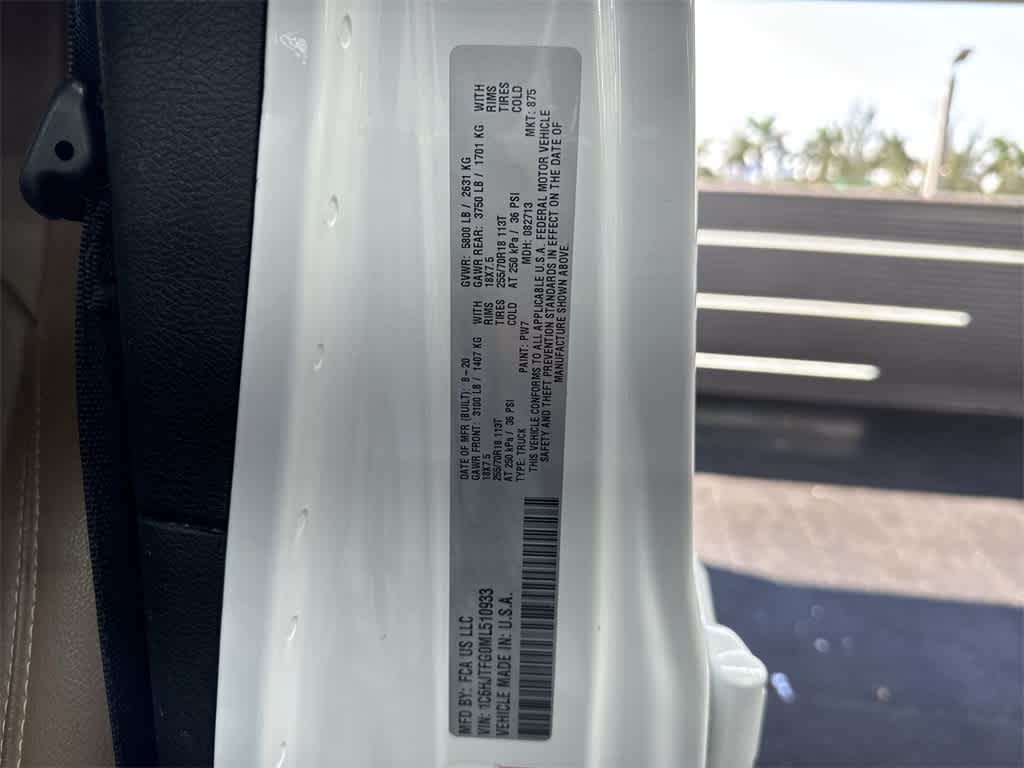 MFD BY: FCA US LLC
VIN: 1C6HJTFG0ML510933
VEHICLE MADE IN: U.S.A.
DATE OF MFR (BUILT): 8-20 GVWR: 5800 LB / 2631 KG
GAWR FRONT: 3100 LB / 1407 KG WITH GAWR REAR: 3750 LB / 1701 KG WITH
18X7.5 RIMS 18X7.5 RIMS
255/70R18 113T TIRES 255/70R18 113T TIRES
AT 250 kPa / 36 PSI COLD AT 250 kPa / 36 PSI COLD
TYPE: TRUCK PAINT: PW7 MDH: 082713 MKT: 875
THIS VEHICLE CONFORMS TO ALL APPLICABLE U.S.A. FEDERAL MOTOR VEHICLE
SAFETY AND THEFT PREVENTION STANDARDS IN EFFECT ON THE DATE OF
MANUFACTURE SHOWN ABOVE.